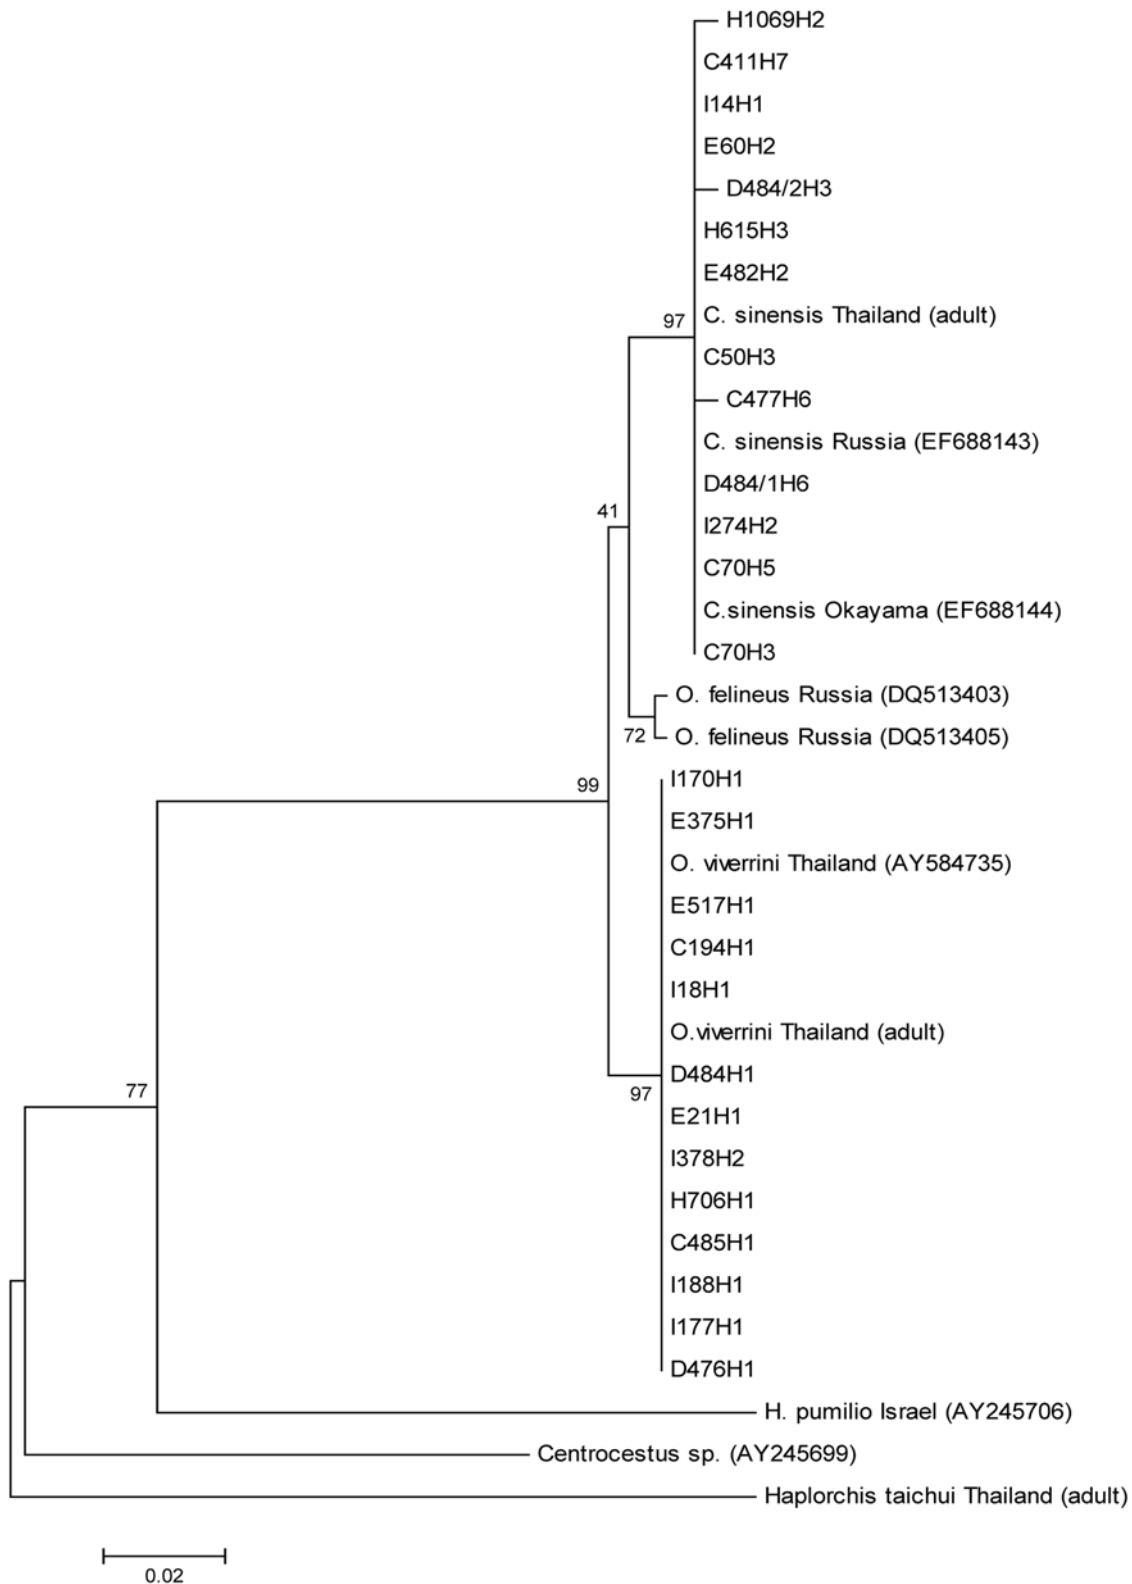 H1069H2
C411H7
I14H1
E60H2
D484/2H3
H615H3
E482H2
97
C. sinensis Thailand (adult)
C50H3
C477H6
C. sinensis Russia (EF688143)
D484/1H6
41
I274H2
C70H5
C.sinensis Okayama (EF688144)
C70H3
O. felineus Russia (DQ513403)
72
O. felineus Russia (DQ513405)
99
I170H1
E375H1
O. viverrini Thailand (AY584735)
E517H1
C194H1
I18H1
O.viverrini Thailand (adult)
D484H1
97
77
E21H1
I378H2
H706H1
C485H1
I188H1
I177H1
D476H1
H. pumilio Israel (AY245706)
Centrocestus sp. (AY245699)
Haplorchis taichui Thailand (adult)
0.02